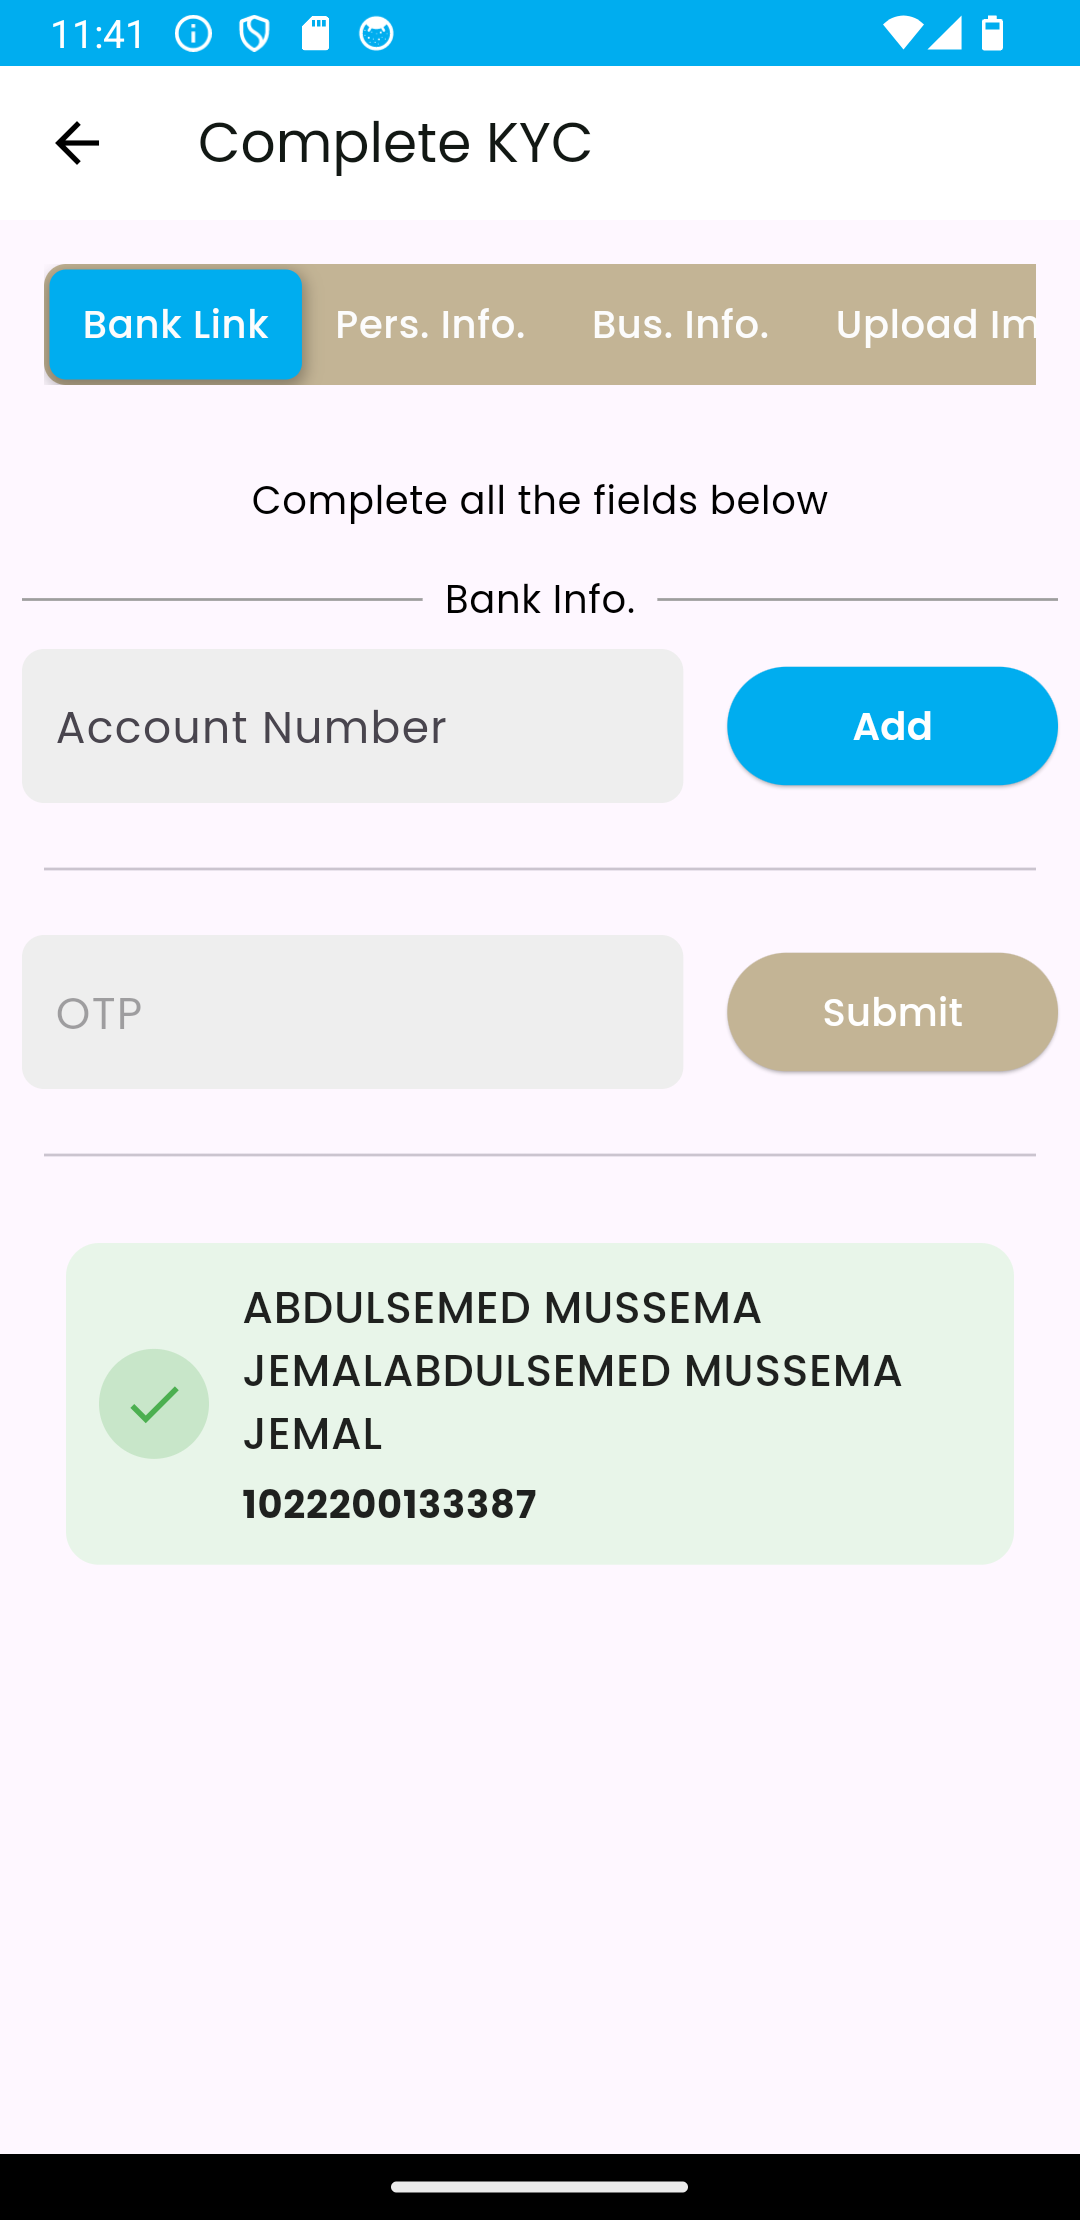 11:41
Complete KYC
Bank Link
Pers. Info.
Bus. Info.
Upload Im
Complete all the fields below
Bank Info.
Account Number
Add
OTP
Submit
ABDULSEMED MUSSEMA
JEMALABDULSEMED MUSSEMA
JEMAL
1022200133387